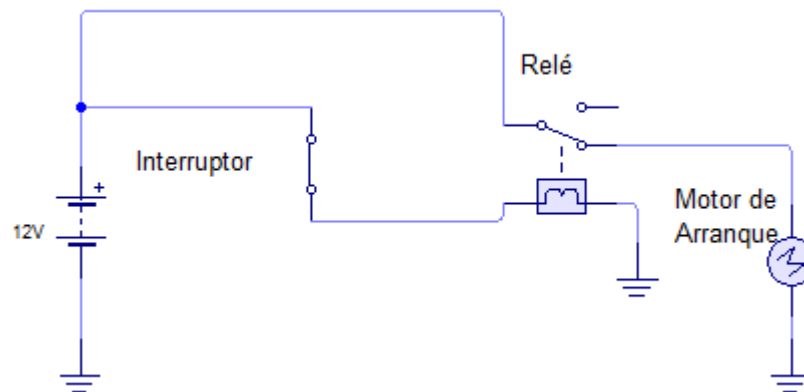 Relé
Interruptor
+
12V
Motor de
Arranque